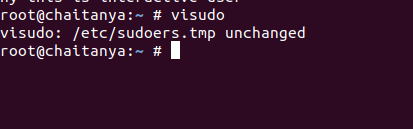 root@chaitanya:~ # visudo
visudo: /etc/sudoers.tmp unchanged
root@chaitanya:~ #